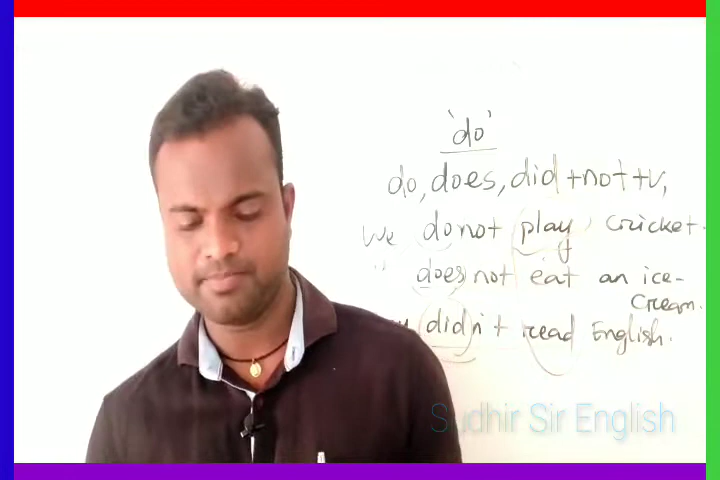 'do'
do, does, did + not + V,
We do not play cricket.
does not eat an ice-
cream.
didn't read English.
Sudhir Sir English